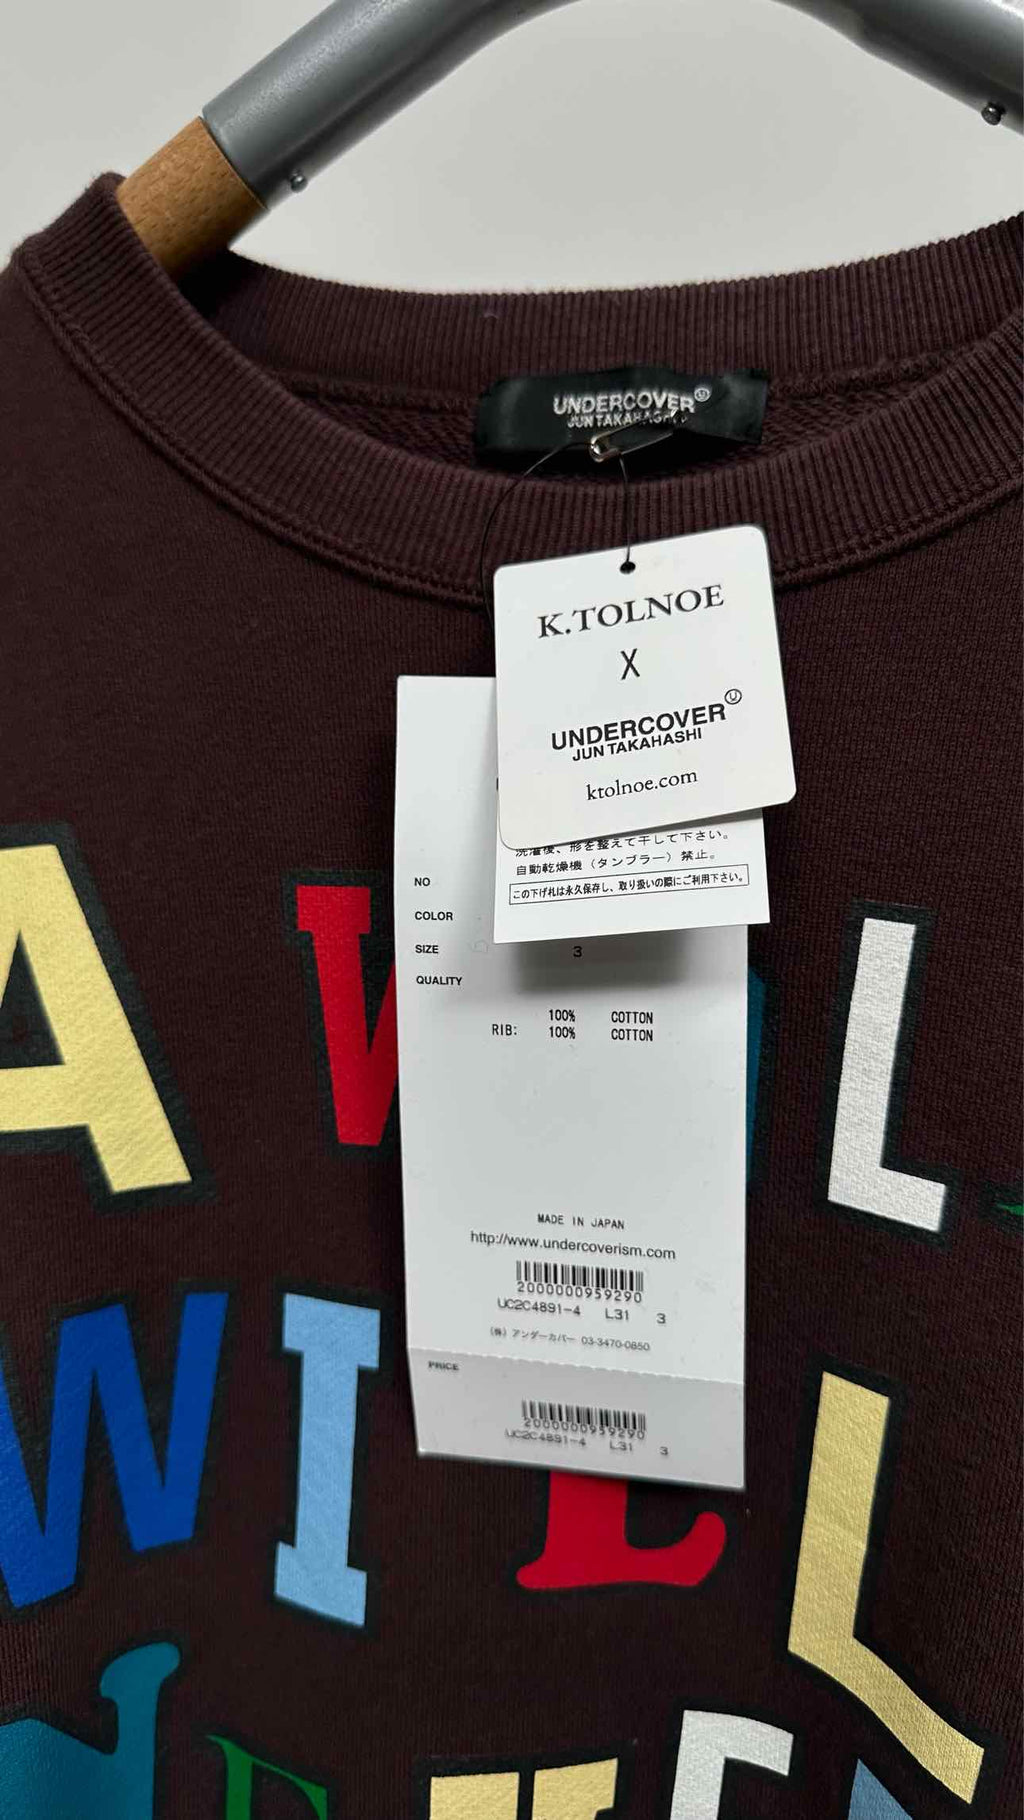 UNDERCOVER
JUN TAKAHASHI
K.TOLNOE
X
UNDERCOVER Ⓤ
JUN TAKAHASHI
ktolnoe.com
洗濯後、形を整えて干して下さい。
自動乾燥機（タンブラー）禁止。
この下げ札は永久保存し、取り扱いの際にご利用下さい。
NO
COLOR
SIZE 3
QUALITY
100% COTTON
RIB: 100% COTTON
MADE IN JAPAN
http://www.undercoverism.com
2000000959290
UC2C4891-4 L31 3
(株) アンダーカバー 03-3470-0850
PRICE
2000000959290
UC2C4891-4 L31 3
A W L
W I L L